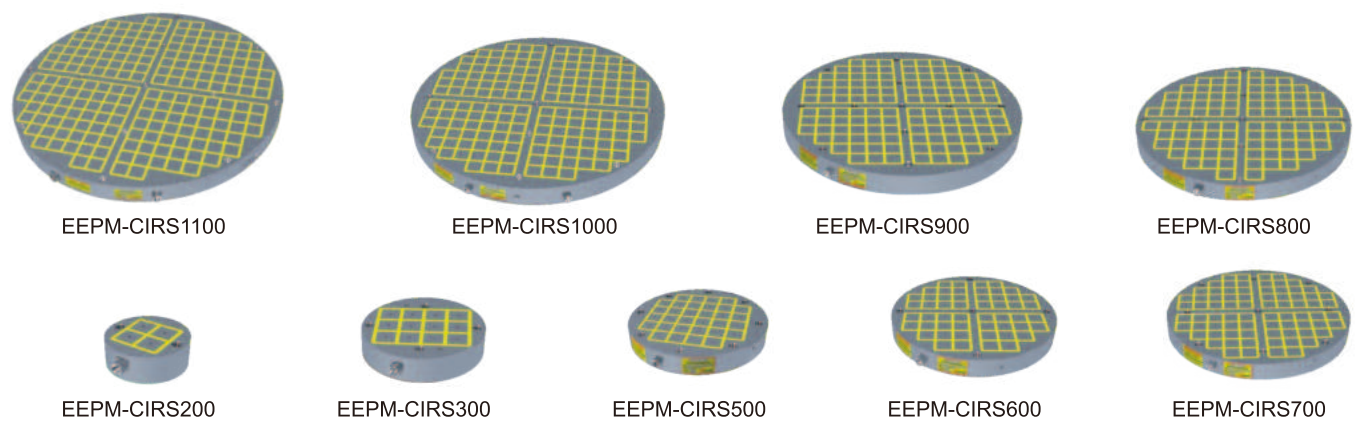 EEPM-CIRS1100
EEPM-CIRS1000
EEPM-CIRS900
EEPM-CIRS800
EEPM-CIRS200
EEPM-CIRS300
EEPM-CIRS500
EEPM-CIRS600
EEPM-CIRS700